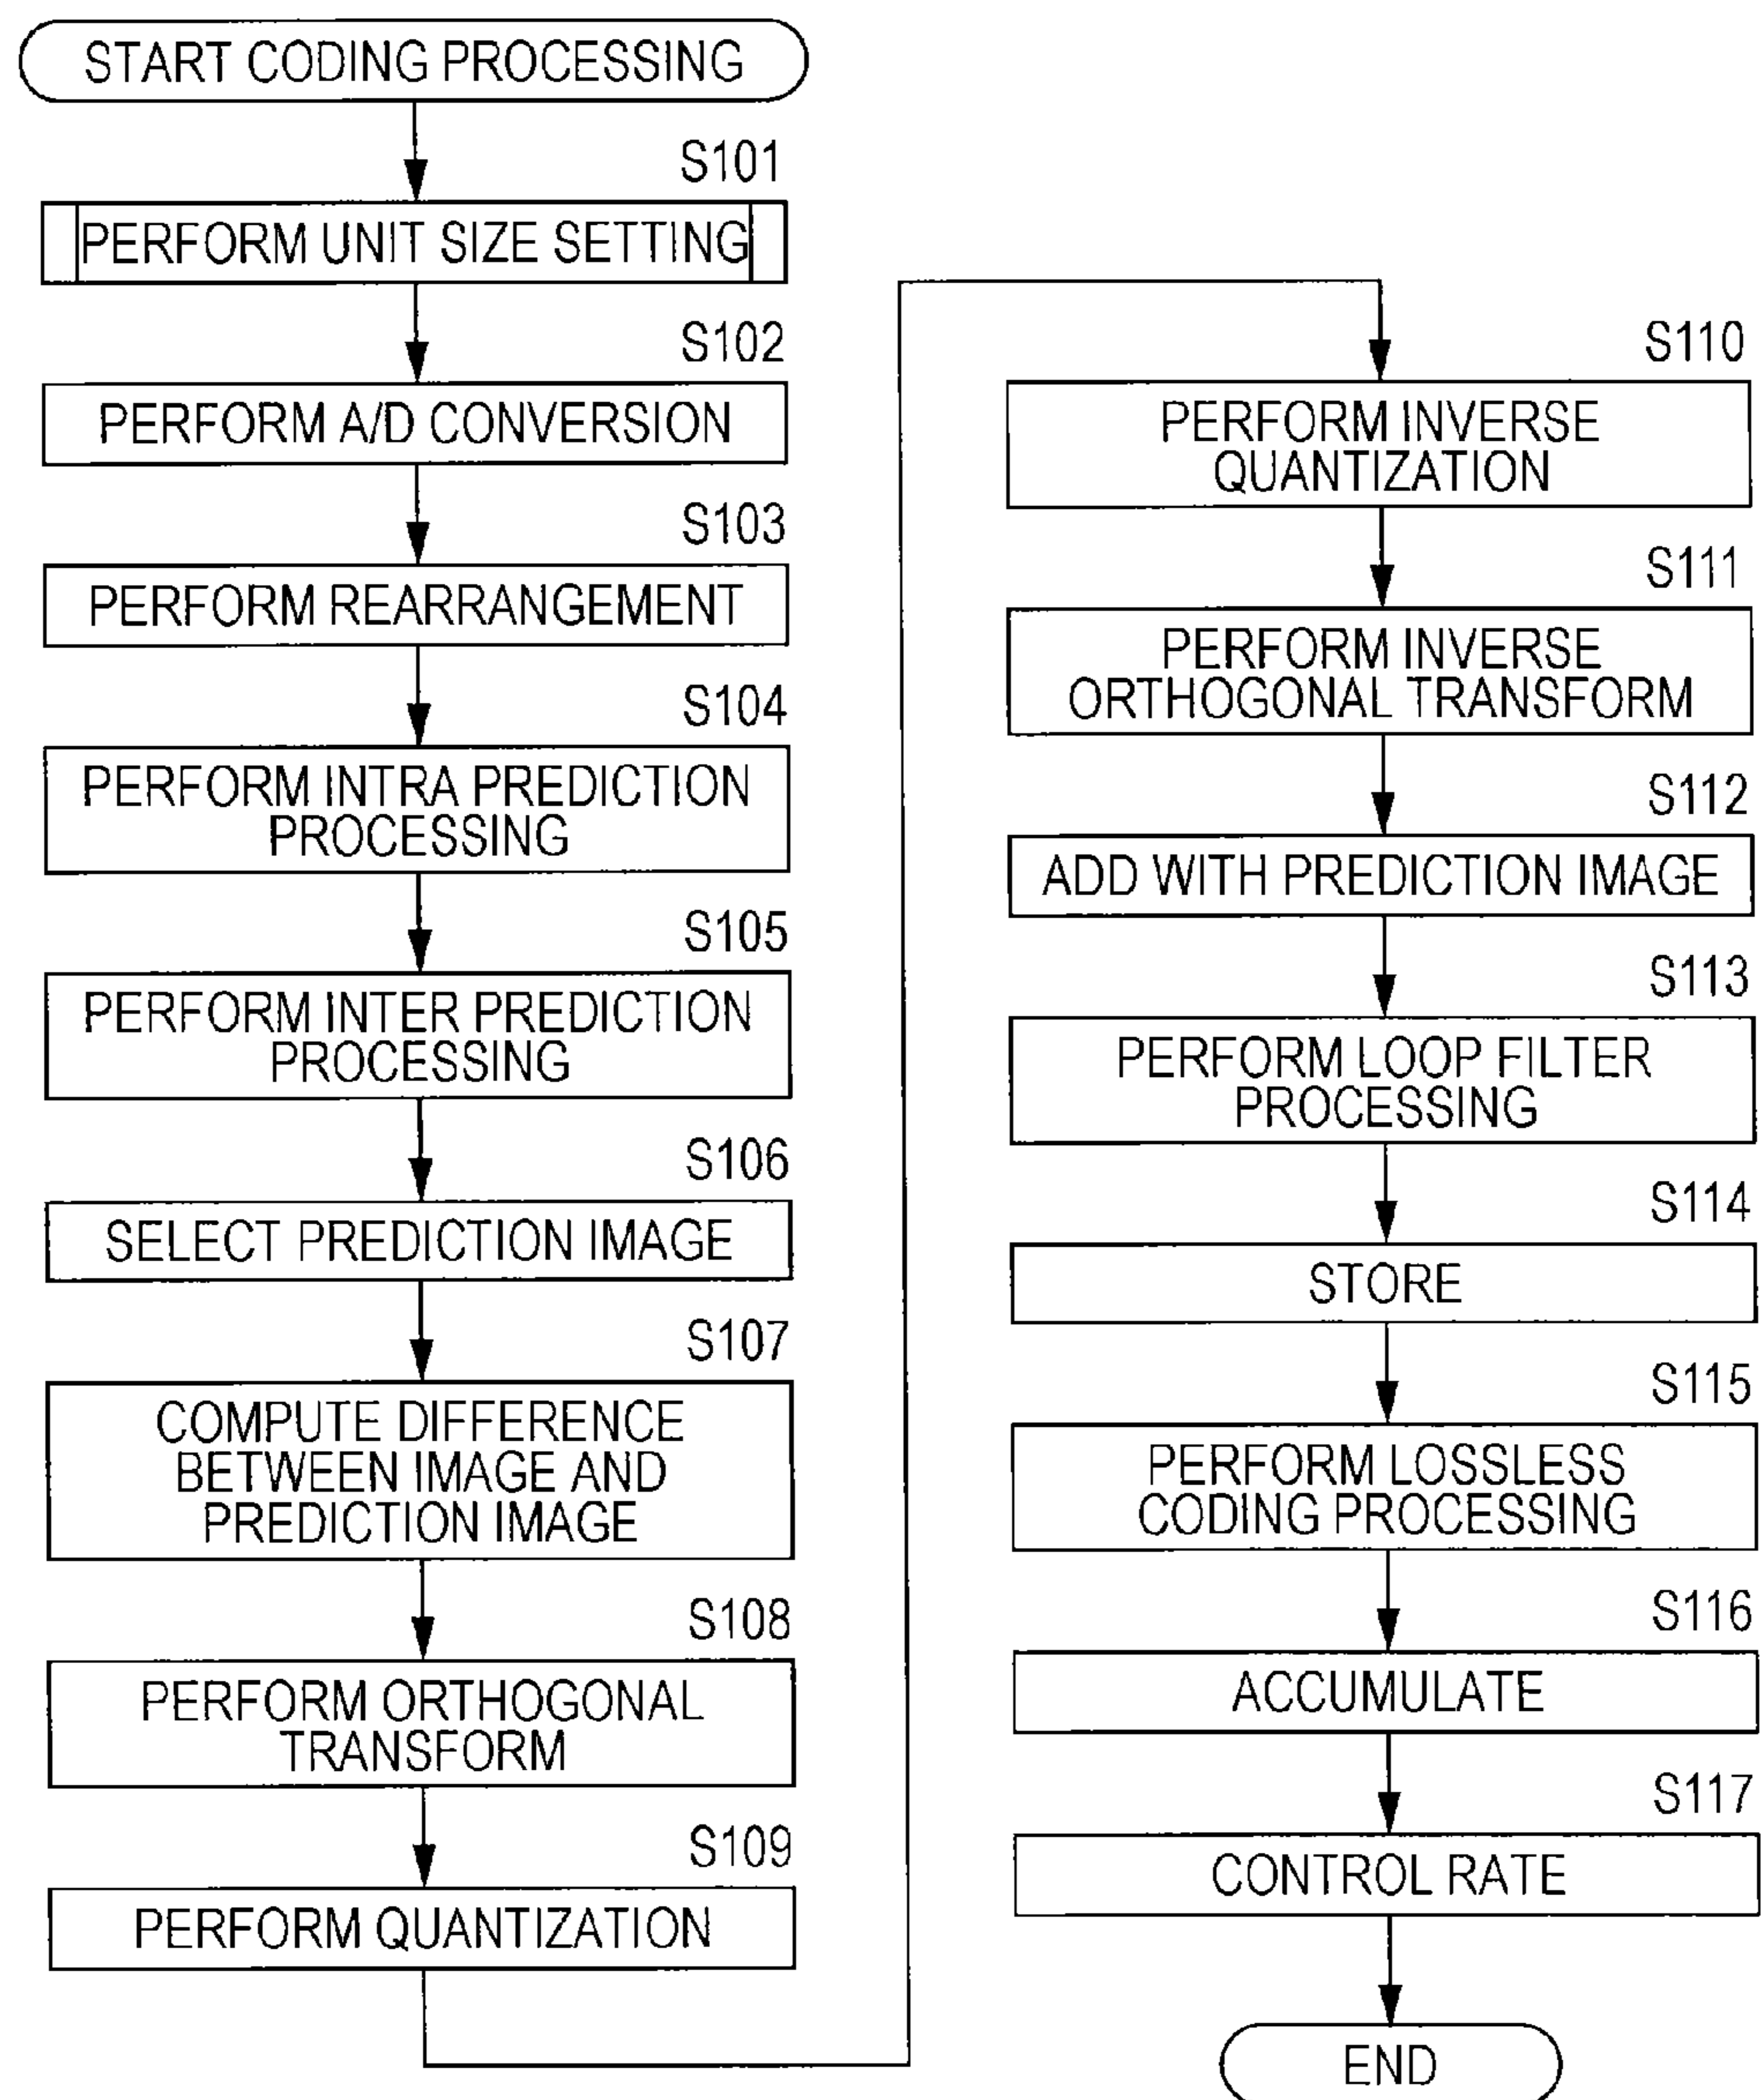 START CODING PROCESSING
S101
PERFORM UNIT SIZE SETTING
S102
PERFORM A/D CONVERSION
S103
PERFORM REARRANGEMENT
S104
PERFORM INTRA PREDICTION
PROCESSING
S105
PERFORM INTER PREDICTION
PROCESSING
S106
SELECT PREDICTION IMAGE
S107
COMPUTE DIFFERENCE
BETWEEN IMAGE AND
PREDICTION IMAGE
S108
PERFORM ORTHOGONAL
TRANSFORM
S109
PERFORM QUANTIZATION
S110
PERFORM INVERSE
QUANTIZATION
S111
PERFORM INVERSE
ORTHOGONAL TRANSFORM
S112
ADD WITH PREDICTION IMAGE
S113
PERFORM LOOP FILTER
PROCESSING
S114
STORE
S115
PERFORM LOSSLESS
CODING PROCESSING
S116
ACCUMULATE
S117
CONTROL RATE
END